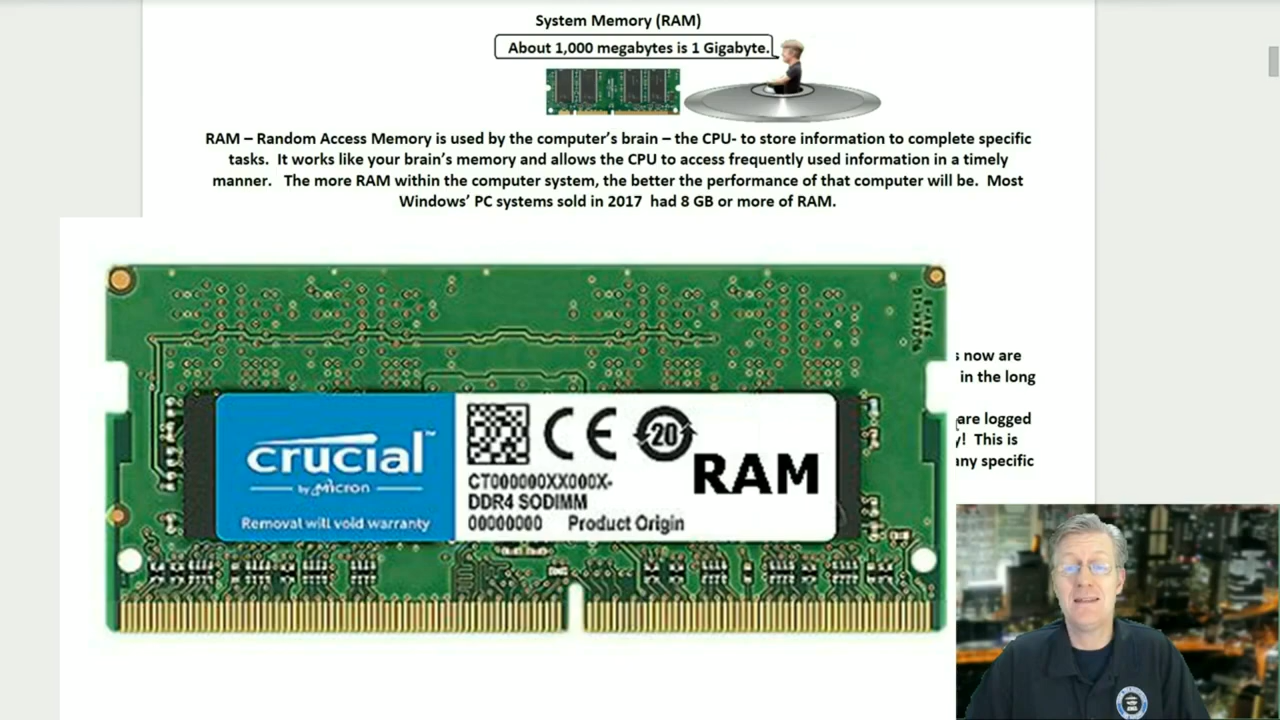 System Memory (RAM)
About 1,000 megabytes is 1 Gigabyte.
RAM – Random Access Memory is used by the computer's brain – the CPU- to store information to complete specific
tasks. It works like your brain's memory and allows the CPU to access frequently used information in a timely
manner. The more RAM within the computer system, the better the performance of that computer will be. Most
Windows' PC systems sold in 2017 had 8 GB or more of RAM.
now are
in the long
are logged
This is
any specific
crucial™
by Micron
Removal will void warranty
CE
20
RAM
CT000000XX000X-
DDR4 SODIMM
00000000 Product Origin